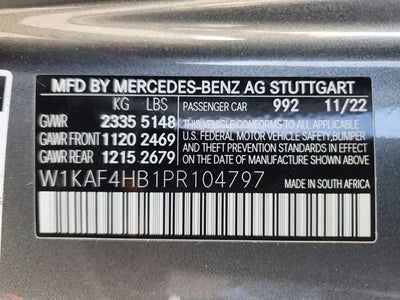 MFD BY MERCEDES-BENZ AG STUTTGART
KG LBS PASSENGER CAR 992 11/22
GVWR 2335 5148 THIS VEHICLE CONFORMS TO ALL APPLICABLE
GAWR FRONT 1120 2469 U.S. FEDERAL MOTOR VEHICLE SAFETY, BUMPER
GAWR REAR 1215 2679 AND THEFT PREVENTION STANDARDS IN EFFECT ON THE DATE OF MANUFACTURE SHOWN ABOVE.
W1KAF4HB1PR104797 MADE IN SOUTH AFRICA